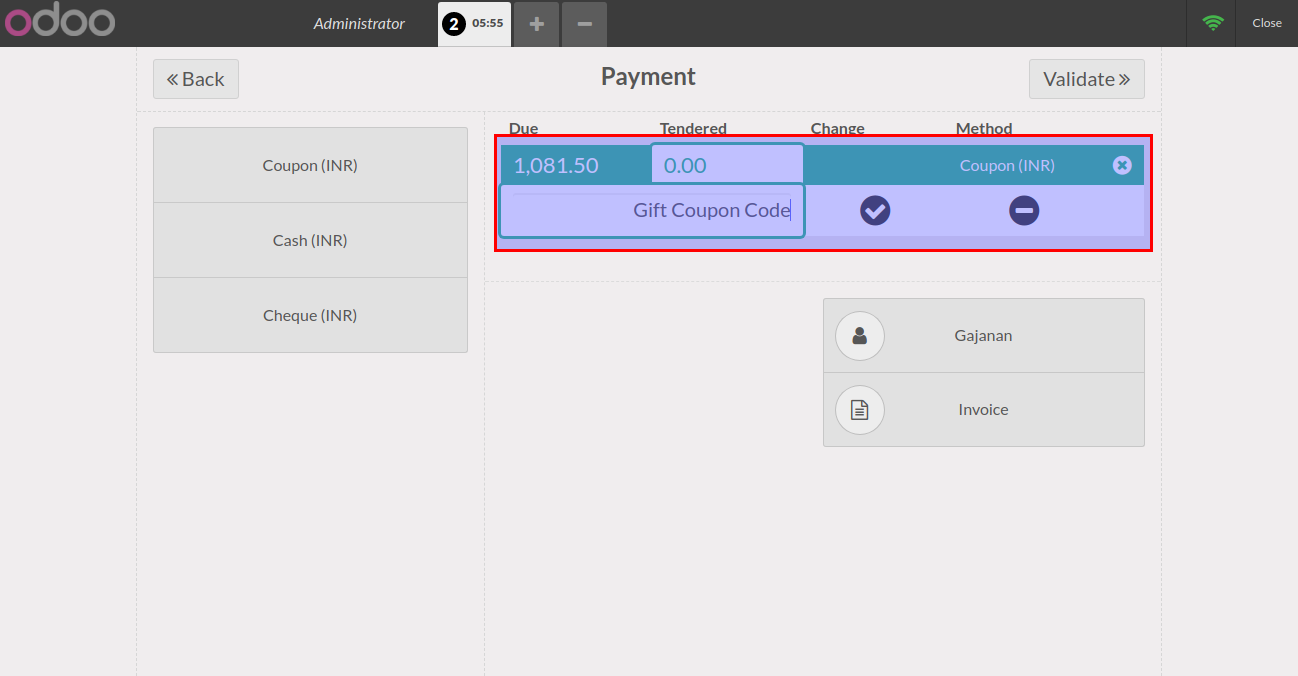 odoo Administrator 2 05:55 Close
Back Payment Validate
Due Tendered Change Method
Coupon (INR) 1,081.50 0.00 Coupon (INR)
Gift Coupon Code
Cash (INR)
Cheque (INR)
Gajanan
Invoice